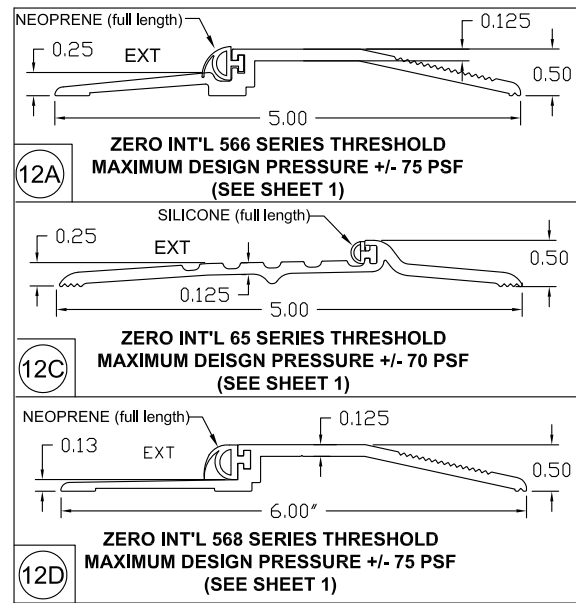 NEOPRENE (full length)
0.125
0.25
EXT
0.50
5.00
ZERO INT'L 566 SERIES THRESHOLD
MAXIMUM DESIGN PRESSURE +/- 75 PSF
(SEE SHEET 1)
12A
SILICONE (full length)
0.25
EXT
0.50
0.125
5.00
ZERO INT'L 65 SERIES THRESHOLD
MAXIMUM DEISGN PRESSURE +/- 70 PSF
(SEE SHEET 1)
12C
NEOPRENE (full length)
0.125
0.13
EXT
0.50
6.00"
ZERO INT'L 568 SERIES THRESHOLD
MAXIMUM DESIGN PRESSURE +/- 75 PSF
(SEE SHEET 1)
12D